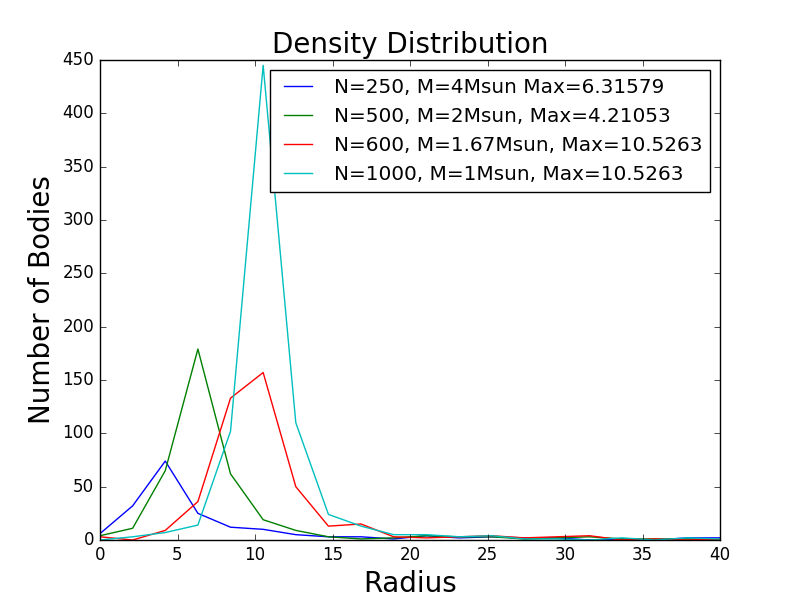 Density Distribution
450
400
350
300
250
200
150
100
50
0
Number of Bodies
N=250, M=4Msun Max=6.31579
N=500, M=2Msun, Max=4.21053
N=600, M=1.67Msun, Max=10.5263
N=1000, M=1Msun, Max=10.5263
0 5 10 15 20 25 30 35 40
Radius